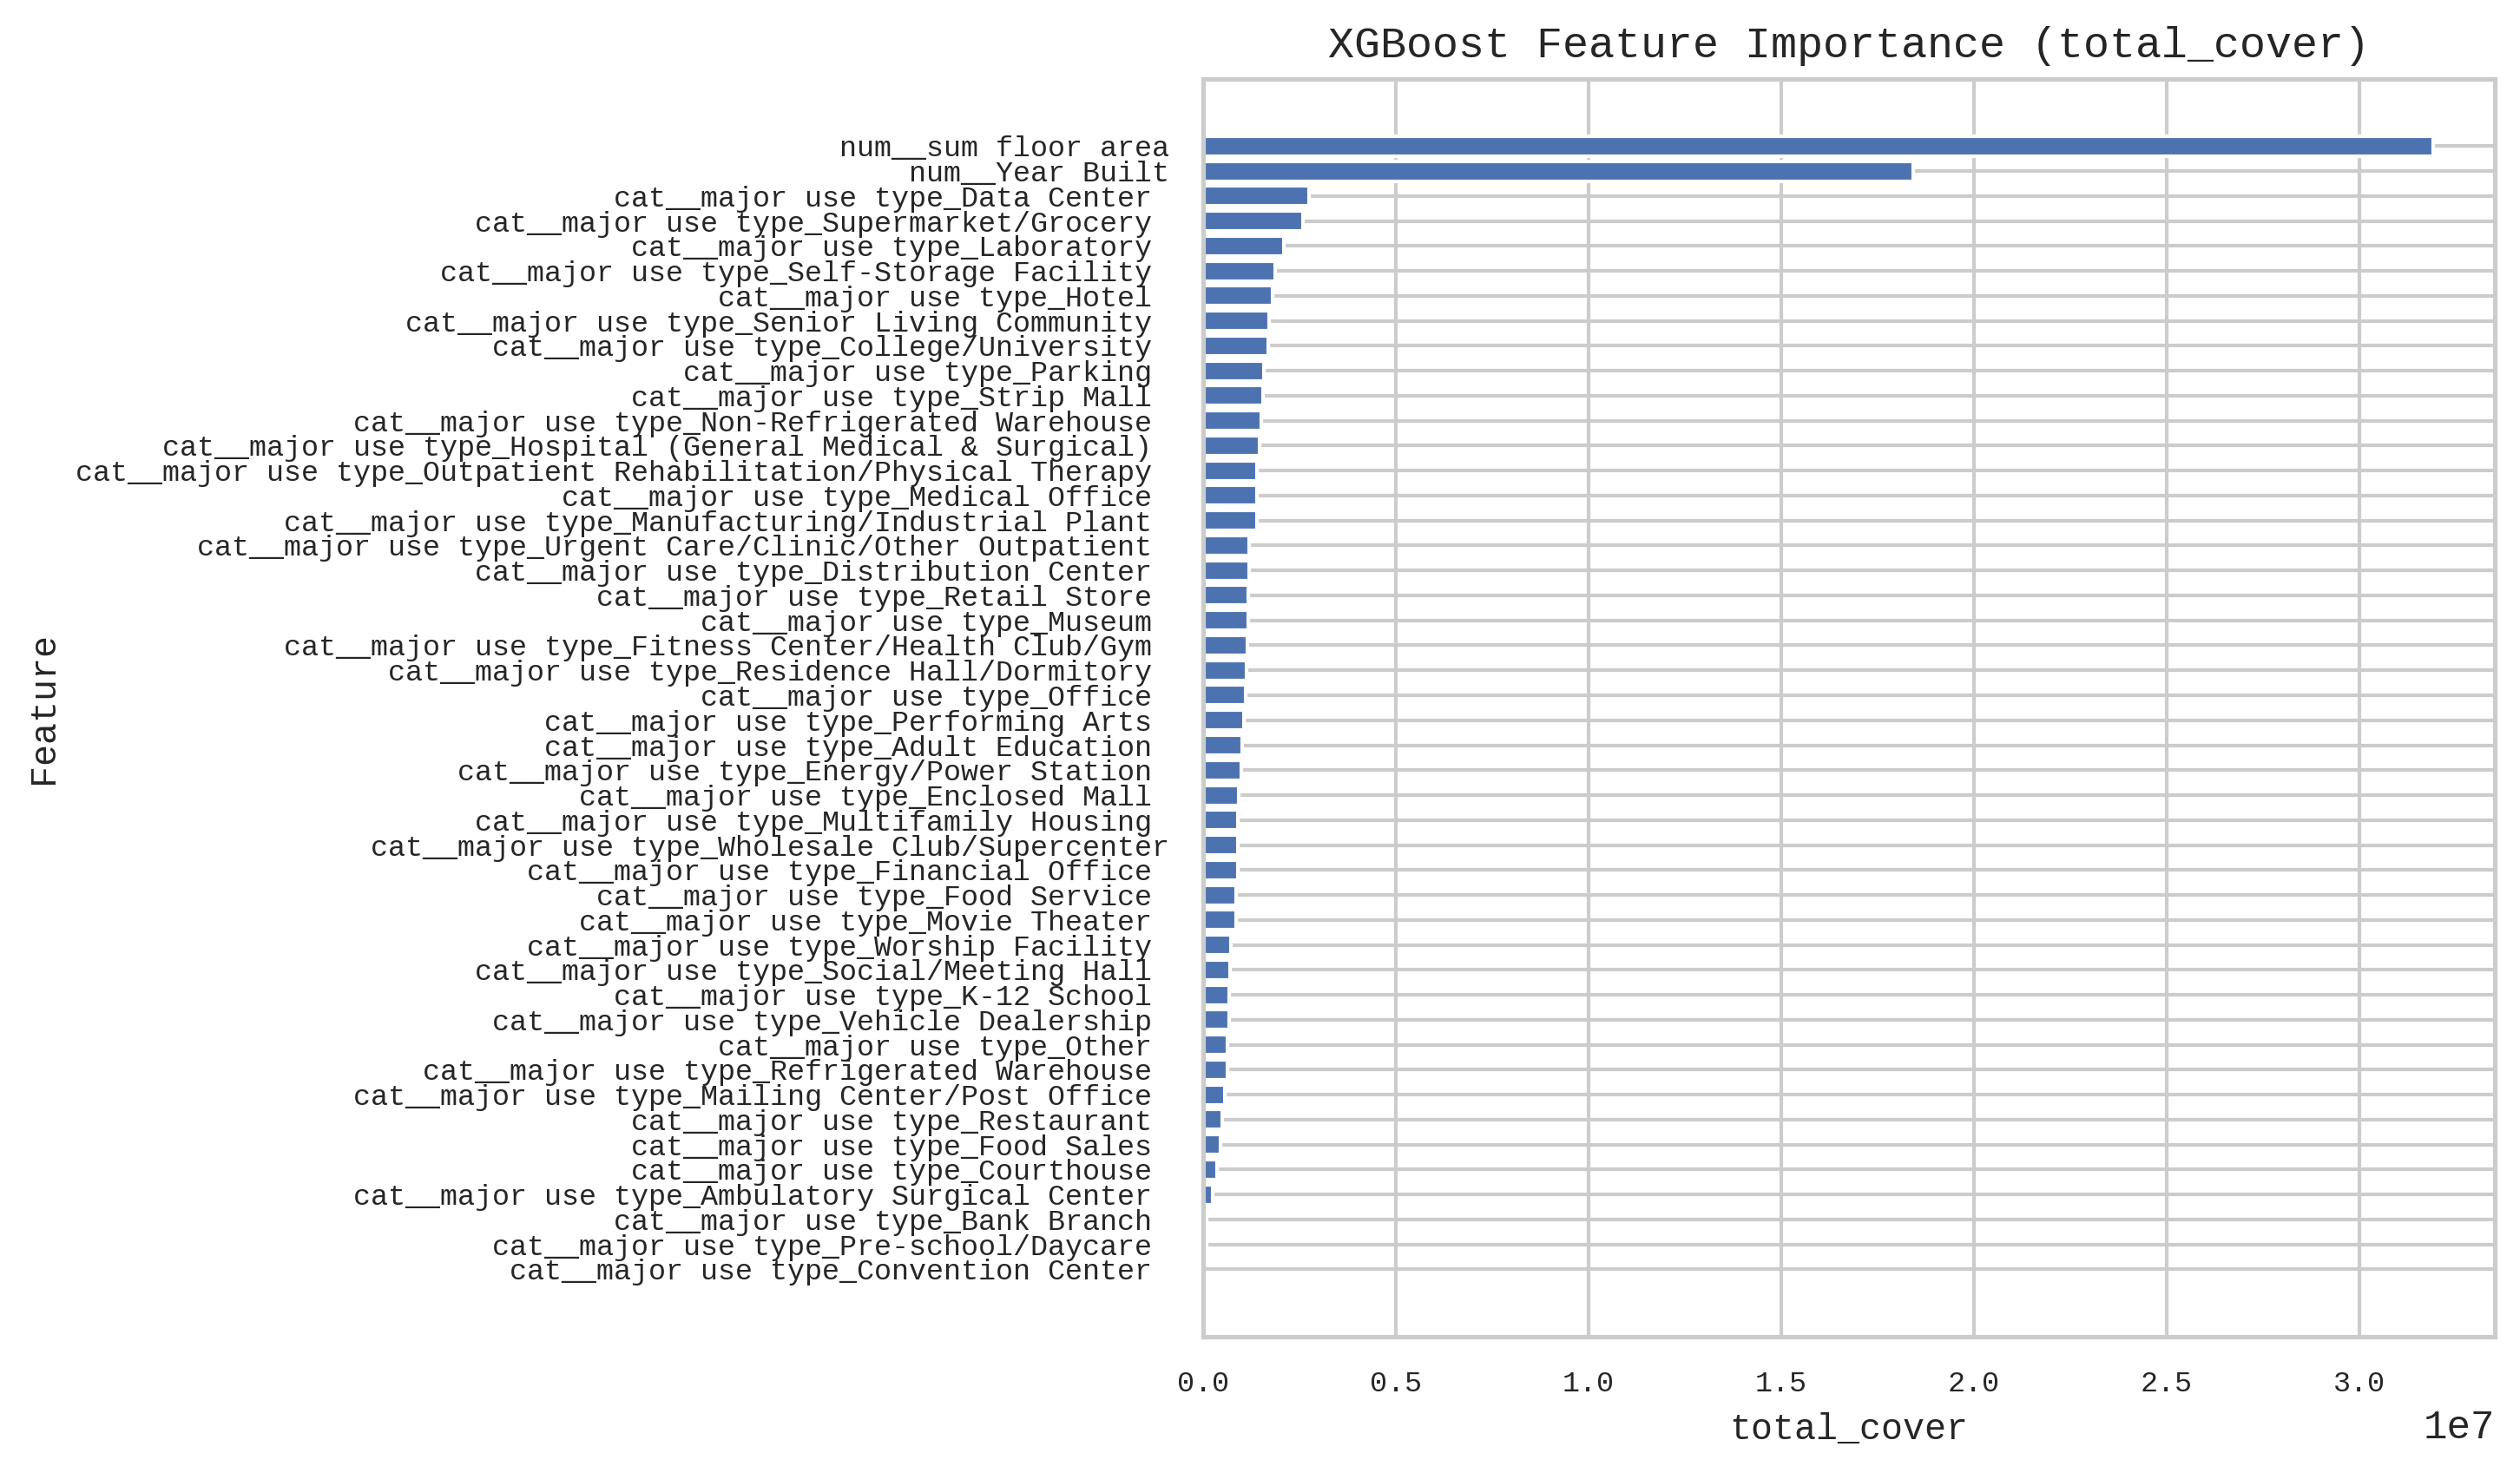 XGBoost Feature Importance (total_cover)
num__sum floor area
num__Year Built
cat__major use type_Data Center
cat__major use type_Supermarket/Grocery
cat__major use type_Laboratory
cat__major use type_Self-Storage Facility
cat__major use type_Hotel
cat__major use type_Senior Living Community
cat__major use type_College/University
cat__major use type_Parking
cat__major use type_Strip Mall
cat__major use type_Non-Refrigerated Warehouse
cat__major use type_Hospital (General Medical & Surgical)
cat__major use type_Outpatient Rehabilitation/Physical Therapy
cat__major use type_Medical Office
cat__major use type_Manufacturing/Industrial Plant
cat__major use type_Urgent Care/Clinic/Other Outpatient
cat__major use type_Distribution Center
cat__major use type_Retail Store
cat__major use type_Museum
cat__major use type_Fitness Center/Health Club/Gym
cat__major use type_Residence Hall/Dormitory
cat__major use type_Office
cat__major use type_Performing Arts
cat__major use type_Adult Education
cat__major use type_Energy/Power Station
cat__major use type_Enclosed Mall
cat__major use type_Multifamily Housing
cat__major use type_Wholesale Club/Supercenter
cat__major use type_Financial Office
cat__major use type_Food Service
cat__major use type_Movie Theater
cat__major use type_Worship Facility
cat__major use type_Social/Meeting Hall
cat__major use type_K-12 School
cat__major use type_Vehicle Dealership
cat__major use type_Other
cat__major use type_Refrigerated Warehouse
cat__major use type_Mailing Center/Post Office
cat__major use type_Restaurant
cat__major use type_Food Sales
cat__major use type_Courthouse
cat__major use type_Ambulatory Surgical Center
cat__major use type_Bank Branch
cat__major use type_Pre-school/Daycare
cat__major use type_Convention Center
Feature
0.0 0.5 1.0 1.5 2.0 2.5 3.0
total_cover
1e7